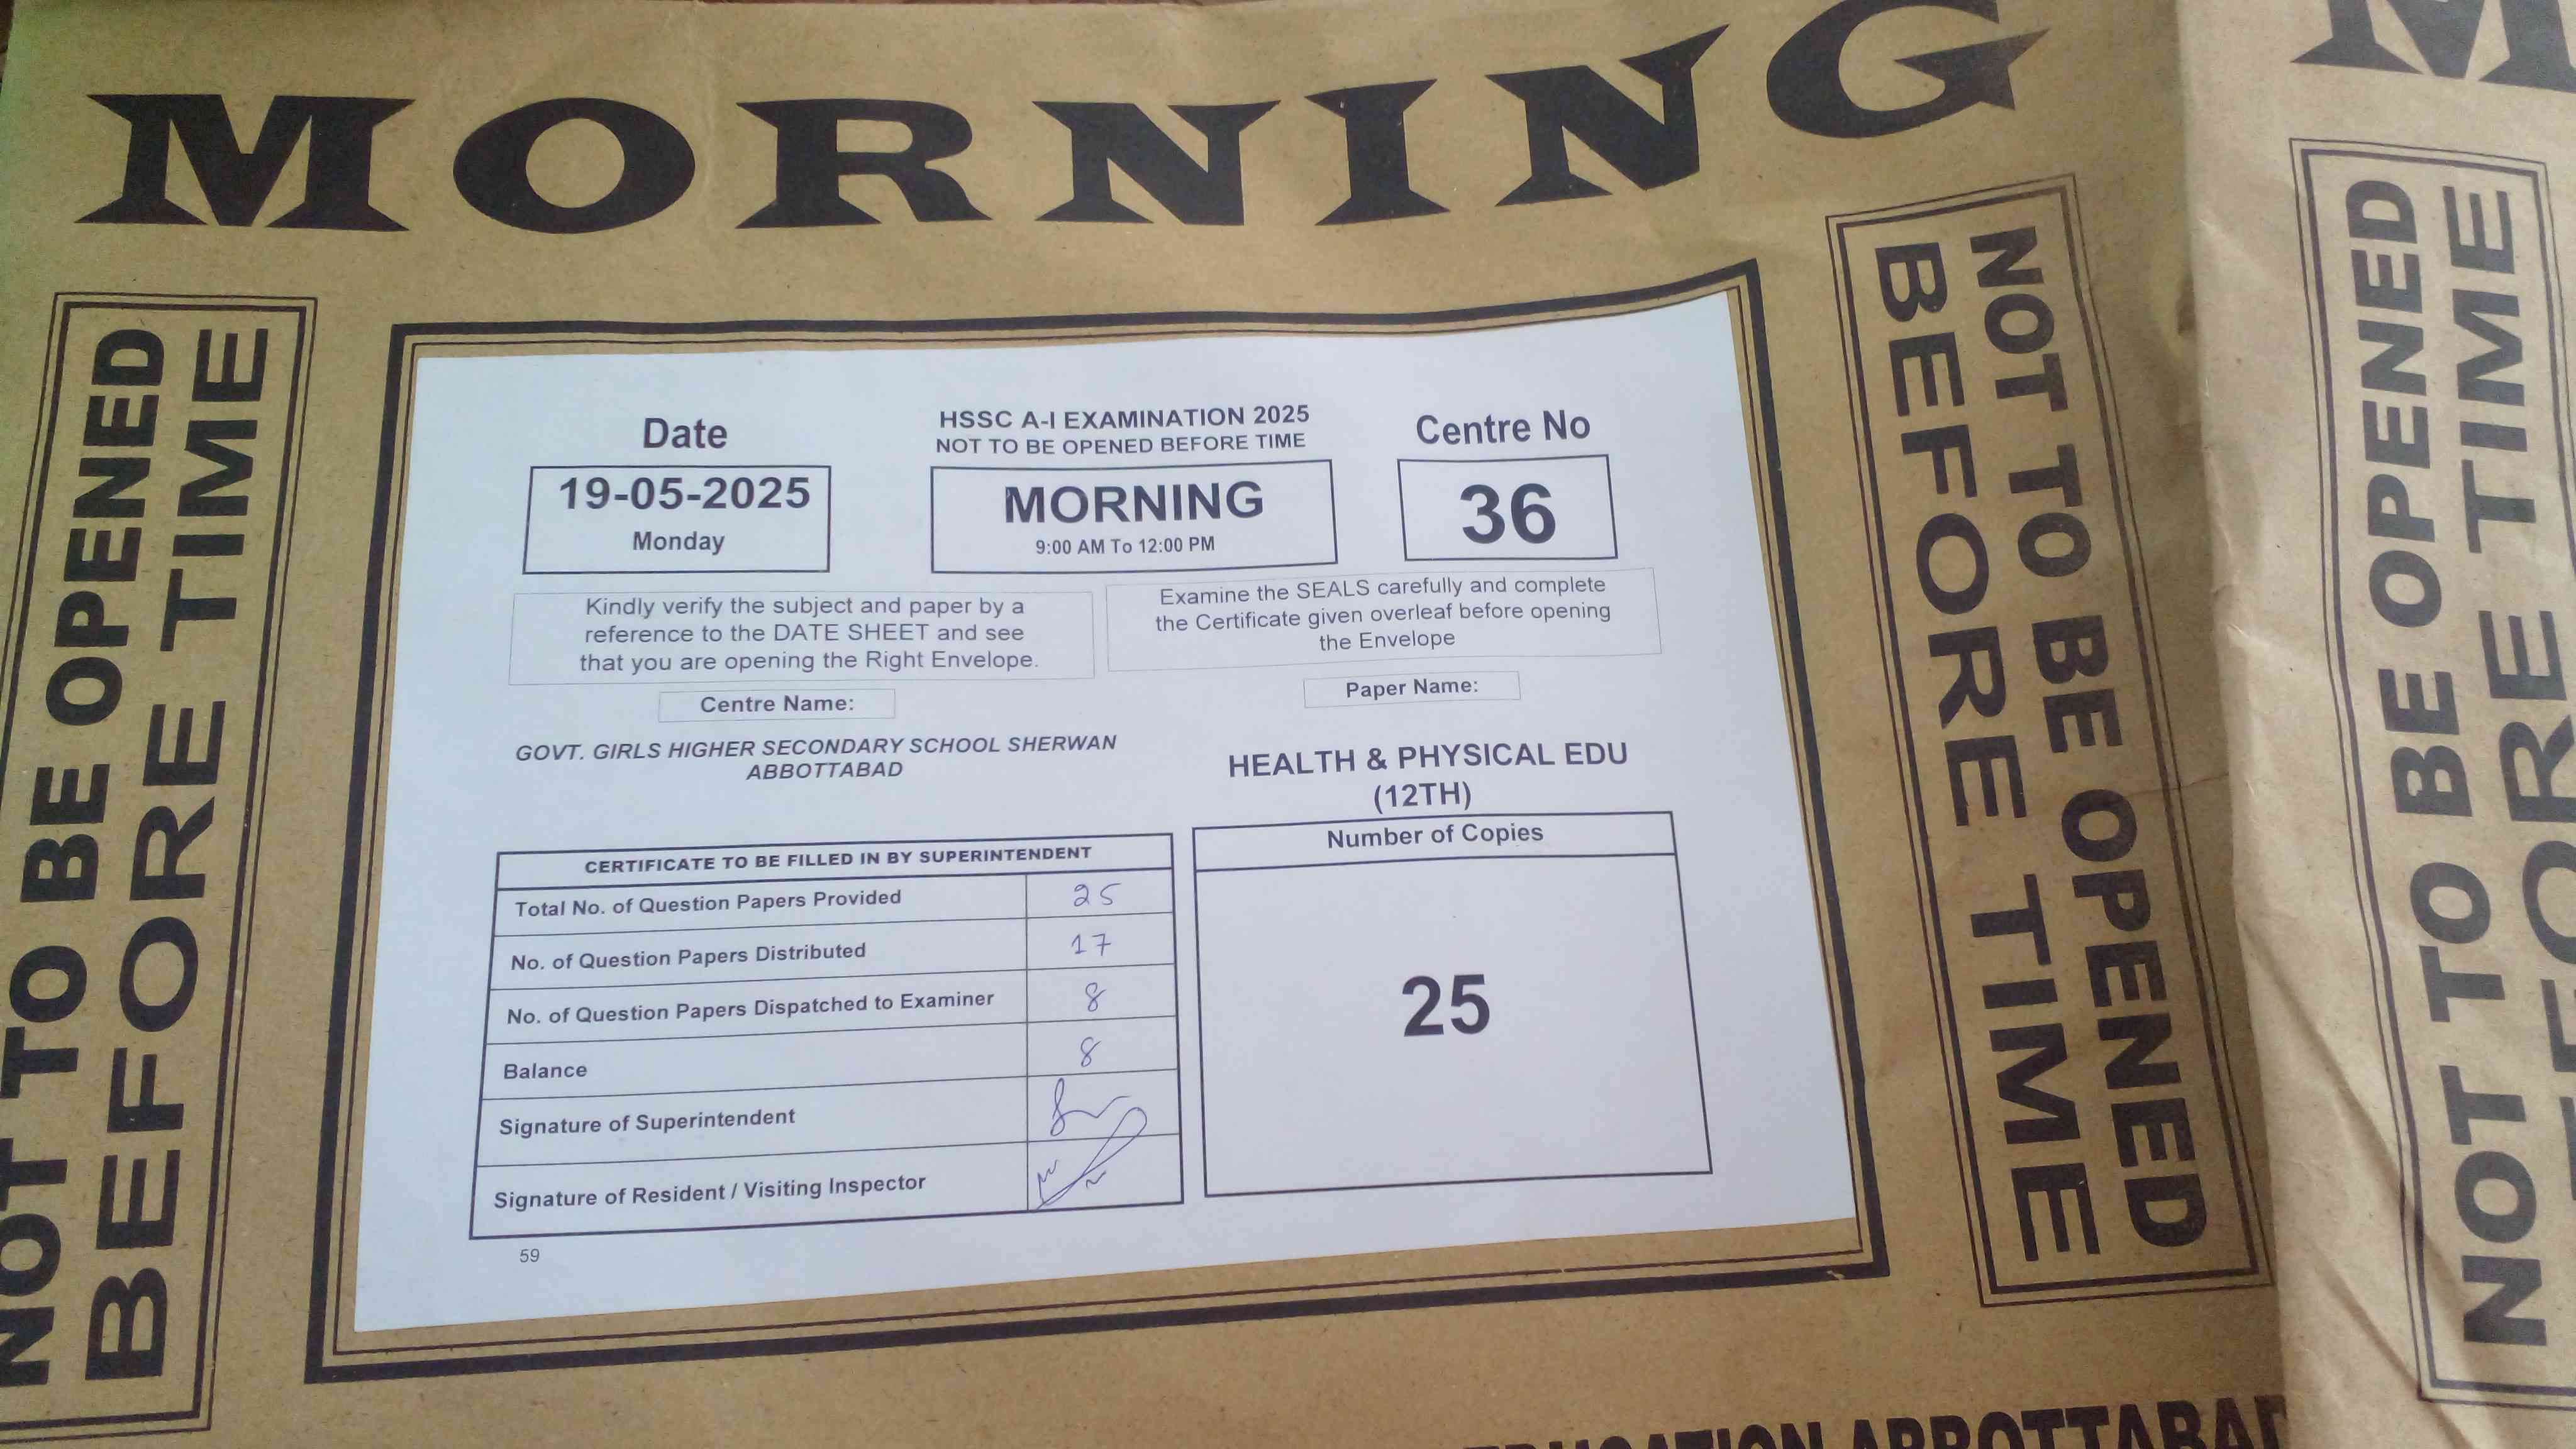 MORNING
NOT TO BE OPENED
BEFORE TIME
Date
19-05-2025
Monday
HSSC A-I EXAMINATION 2025
NOT TO BE OPENED BEFORE TIME
MORNING
9:00 AM To 12:00 PM
Centre No
36
Kindly verify the subject and paper by a
reference to the DATE SHEET and see
that you are opening the Right Envelope.
Examine the SEALS carefully and complete
the Certificate given overleaf before opening
the Envelope
Centre Name:
GOVT. GIRLS HIGHER SECONDARY SCHOOL SHERWAN
ABBOTTABAD
Paper Name:
HEALTH & PHYSICAL EDU
(12TH)
CERTIFICATE TO BE FILLED IN BY SUPERINTENDENT
Total No. of Question Papers Provided 25
No. of Question Papers Distributed 17
No. of Question Papers Dispatched to Examiner 8
Balance 8
Signature of Superintendent
Signature of Resident / Visiting Inspector
Number of Copies
25
59
NOT TO BE OPENED
BEFORE TIME
NOT TO BE OPENED
BEFORE TIME
EDUCATION ABBOTTABAD